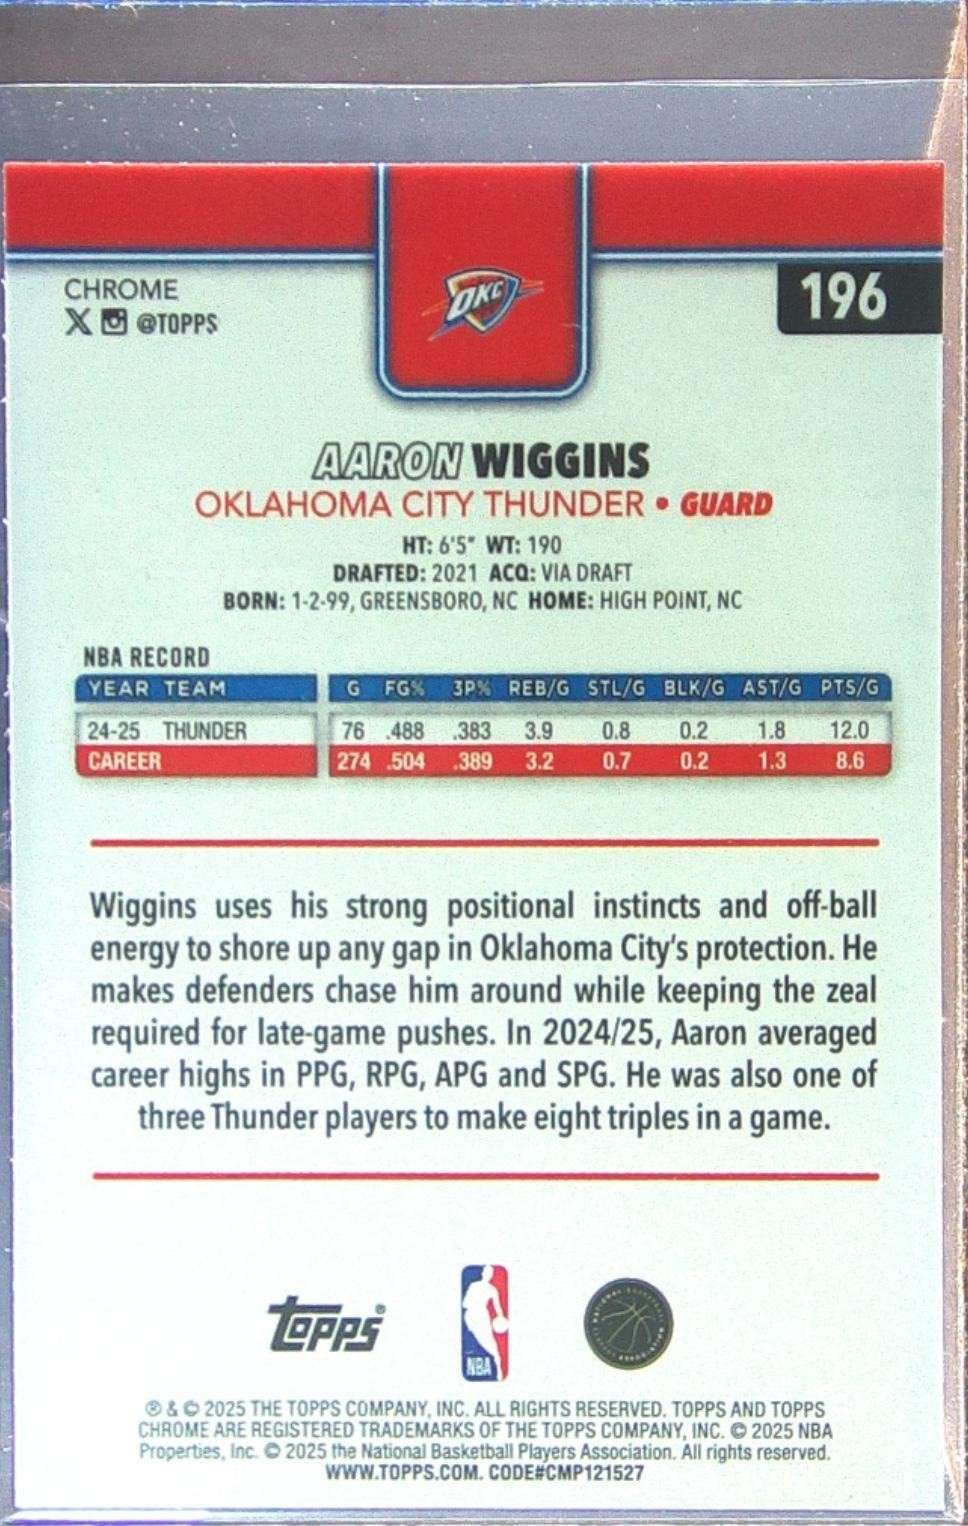 CHROME
X @TOPPS
OKC
196
AARON WIGGINS
OKLAHOMA CITY THUNDER • GUARD
HT: 6'5" WT: 190
DRAFTED: 2021 ACQ: VIA DRAFT
BORN: 1-2-99, GREENSBORO, NC HOME: HIGH POINT, NC
NBA RECORD
YEAR TEAM G FG% 3P% REB/G STL/G BLK/G AST/G PTS/G
24-25 THUNDER 76 .488 .383 3.9 0.8 0.2 1.8 12.0
CAREER 274 .504 .389 3.2 0.7 0.2 1.3 8.6
Wiggins uses his strong positional instincts and off-ball
energy to shore up any gap in Oklahoma City's protection. He
makes defenders chase him around while keeping the zeal
required for late-game pushes. In 2024/25, Aaron averaged
career highs in PPG, RPG, APG and SPG. He was also one of
three Thunder players to make eight triples in a game.
Topps®
NBA
® & © 2025 THE TOPPS COMPANY, INC. ALL RIGHTS RESERVED. TOPPS AND TOPPS
CHROME ARE REGISTERED TRADEMARKS OF THE TOPPS COMPANY, INC. © 2025 NBA
Properties, Inc. © 2025 the National Basketball Players Association. All rights reserved.
WWW.TOPPS.COM. CODE#CMP121527